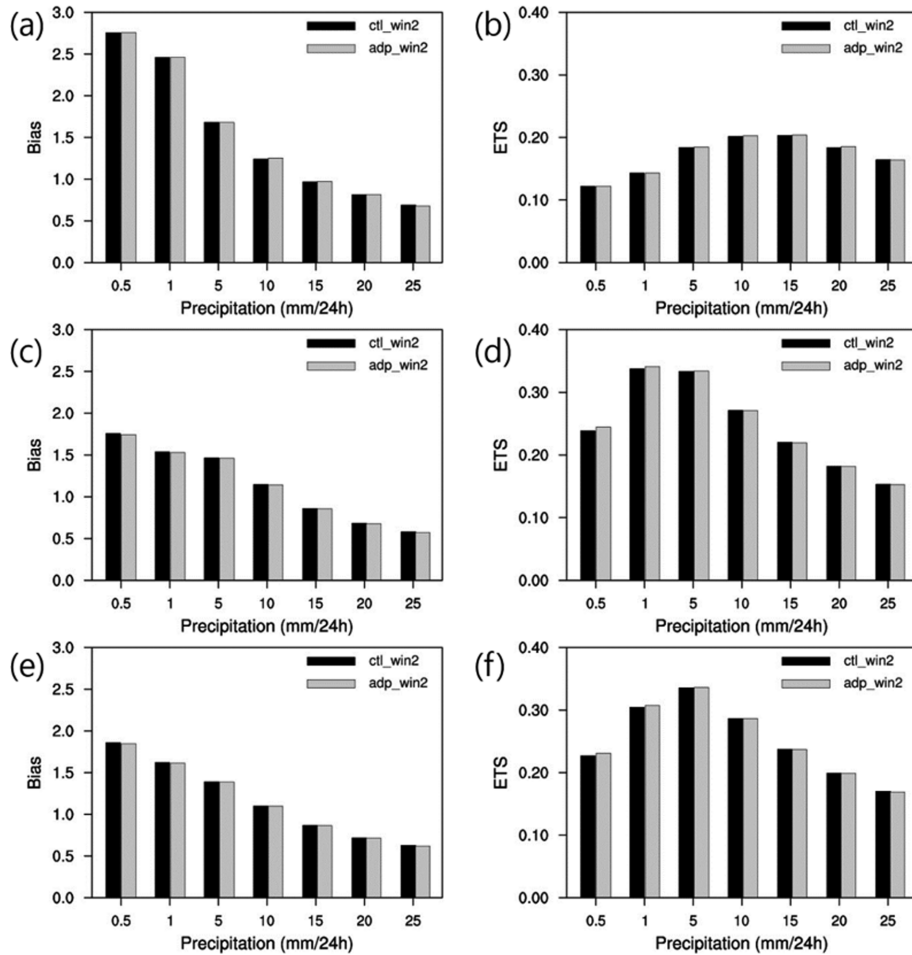 (a)
3.0
2.5
2.0
1.5
1.0
0.5
0.0
Bias
ctl_win2
adp_win2
0.5 1 5 10 15 20 25
Precipitation (mm/24h)
(b)
0.40
0.30
0.20
0.10
0.00
ETS
ctl_win2
adp_win2
0.5 1 5 10 15 20 25
Precipitation (mm/24h)
(c)
3.0
2.5
2.0
1.5
1.0
0.5
0.0
Bias
ctl_win2
adp_win2
0.5 1 5 10 15 20 25
Precipitation (mm/24h)
(d)
0.40
0.30
0.20
0.10
0.00
ETS
ctl_win2
adp_win2
0.5 1 5 10 15 20 25
Precipitation (mm/24h)
(e)
3.0
2.5
2.0
1.5
1.0
0.5
0.0
Bias
ctl_win2
adp_win2
0.5 1 5 10 15 20 25
Precipitation (mm/24h)
(f)
0.40
0.30
0.20
0.10
0.00
ETS
ctl_win2
adp_win2
0.5 1 5 10 15 20 25
Precipitation (mm/24h)